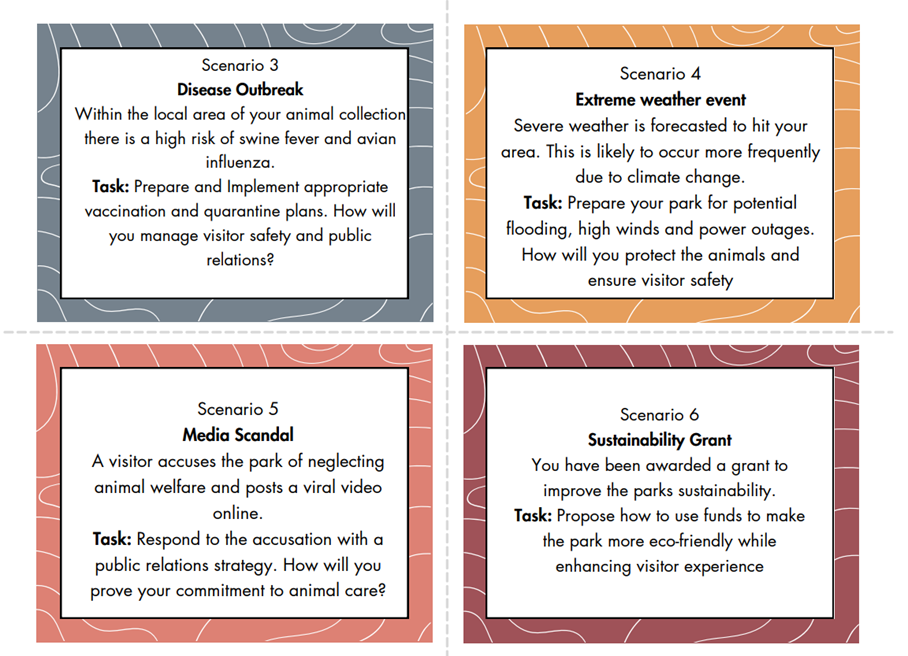 Scenario 3
Disease Outbreak
Within the local area of your animal collection
there is a high risk of swine fever and avian
influenza.
Task: Prepare and Implement appropriate
vaccination and quarantine plans. How will
you manage visitor safety and public
relations?
Scenario 4
Extreme weather event
Severe weather is forecasted to hit your
area. This is likely to occur more frequently
due to climate change.
Task: Prepare your park for potential
flooding, high winds and power outages.
How will you protect the animals and
ensure visitor safety
Scenario 5
Media Scandal
A visitor accuses the park of neglecting
animal welfare and posts a viral video
online.
Task: Respond to the accusation with a
public relations strategy. How will you
prove your commitment to animal care?
Scenario 6
Sustainability Grant
You have been awarded a grant to
improve the parks sustainability.
Task: Propose how to use funds to make
the park more eco-friendly while
enhancing visitor experience